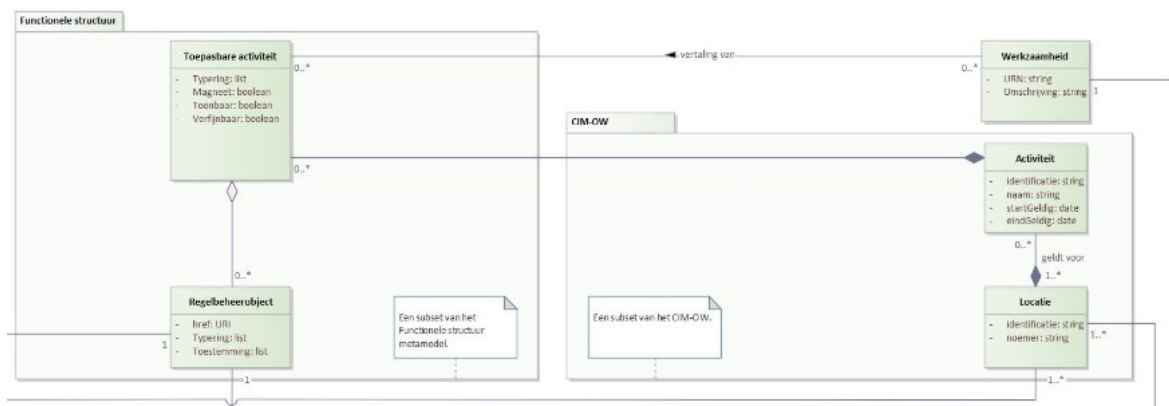 Functionele structuur
Toepasbare activiteit
- Typering: list
- Magneet: boolean
- Toonbaar: boolean
- Verfijnbaar: boolean
0..*
vertaling van
0..*
Werkzaamheid
- URN: string
- Omschrijving: string
1
CIM-OW
0..*
Activiteit
- identificatie: string
- naam: string
- startGeldig: date
- eindGeldig: date
0..*
geldt voor
1..*
0..*
Regelbeheerobject
- href: URI
- Typering: list
- Toestemming: list
1
1
Een subset van het
Functionele structuur
metamodel.
Een subset van het CIM-OW.
Locatie
- identificatie: string
- noemer: string
1..*
1..*